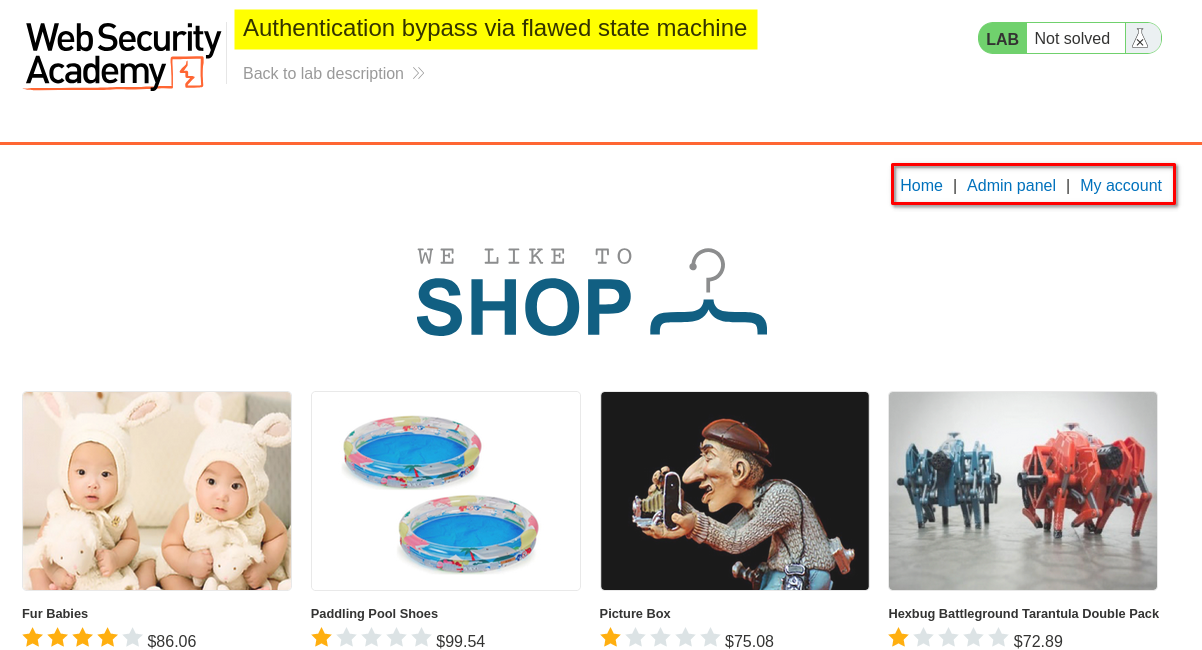 Web Security
Academy
Authentication bypass via flawed state machine
Back to lab description
LAB Not solved
Home | Admin panel | My account
WE LIKE TO
SHOP
Fur Babies
$86.06
Paddling Pool Shoes
$99.54
Picture Box
$75.08
Hexbug Battleground Tarantula Double Pack
$72.89